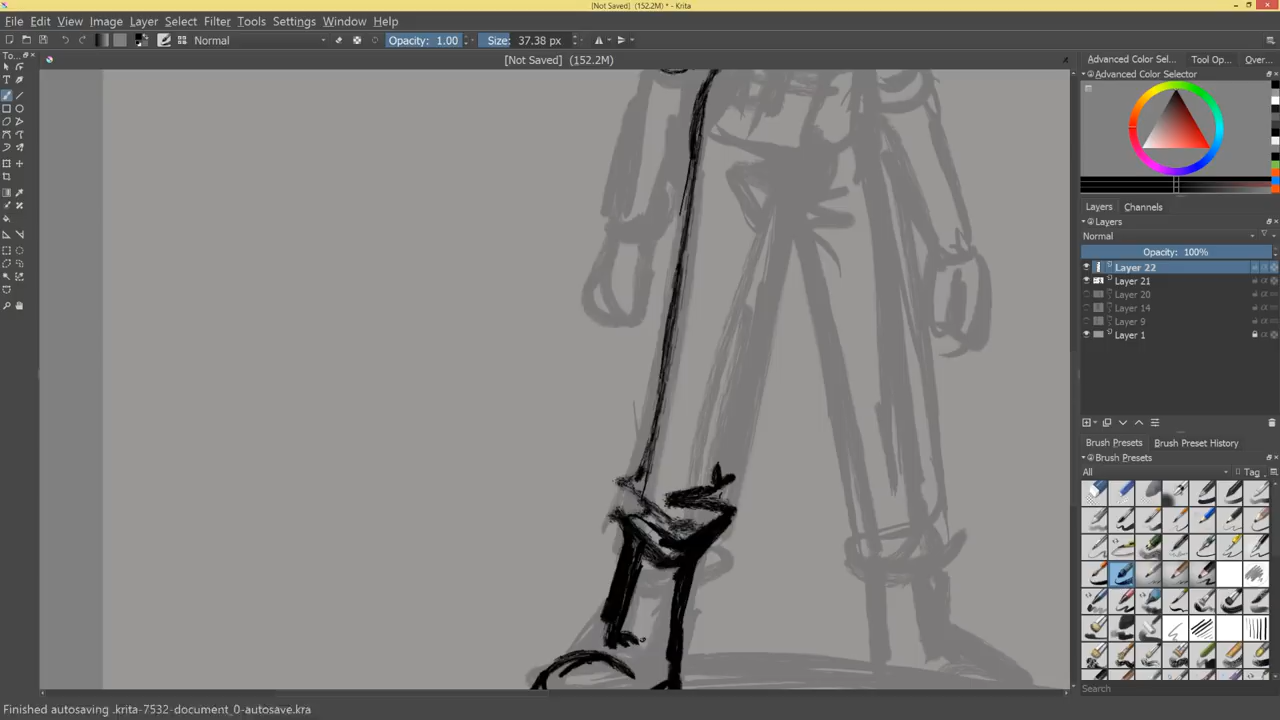 [Not Saved] (152.2M) * - Krita
File Edit View Image Layer Select Filter Tools Settings Window Help
Normal Opacity: 1.00 Size: 37.38 px
To... [Not Saved] (152.2M) Advanced Color Sel... Tool Op... Over...
Advanced Color Selector
Layers Channels
Layers
Normal
Opacity: 100%
Layer 22
Layer 21
Layer 20
Layer 14
Layer 9
Layer 1
Brush Presets Brush Preset History
Brush Presets
All Tag
Search
Finished autosaving .krita-7532-document_0-autosave.kra